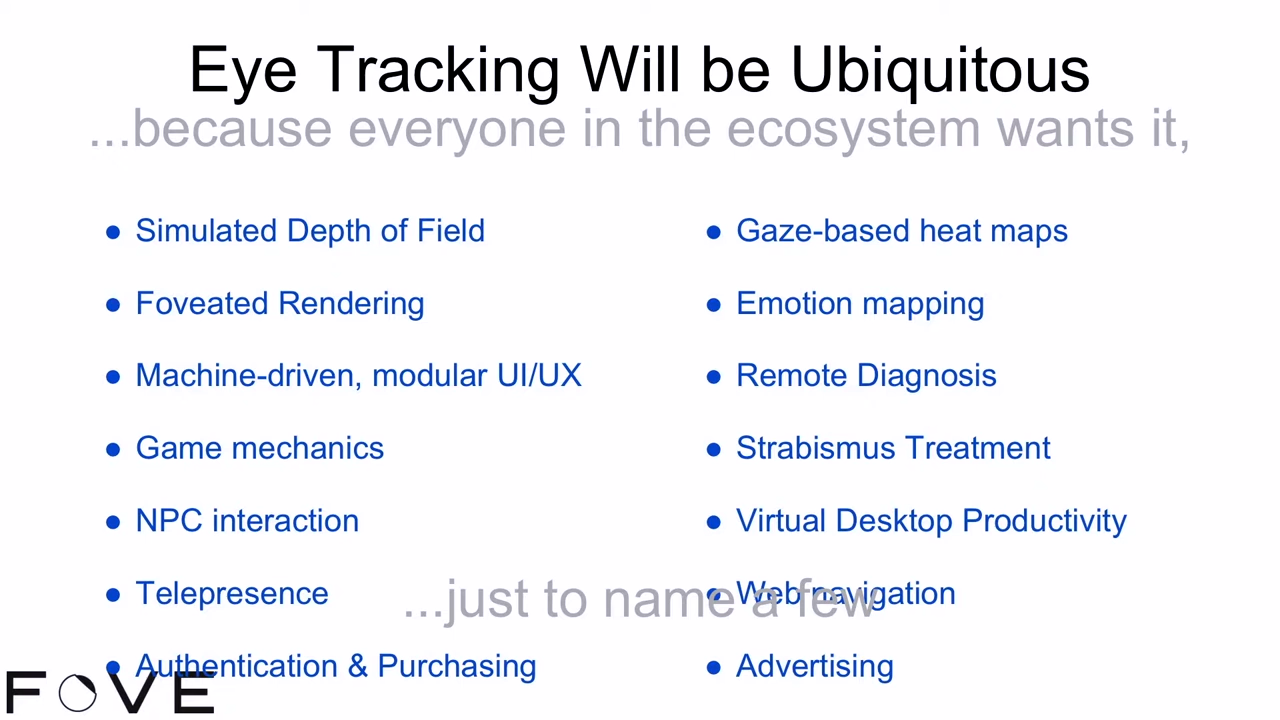 Eye Tracking Will be Ubiquitous
...because everyone in the ecosystem wants it,
● Simulated Depth of Field
● Foveated Rendering
● Machine-driven, modular UI/UX
● Game mechanics
● NPC interaction
● Telepresence
● Authentication & Purchasing
● Gaze-based heat maps
● Emotion mapping
● Remote Diagnosis
● Strabismus Treatment
● Virtual Desktop Productivity
● Web navigation
● Advertising
...just to name a few
FOVE